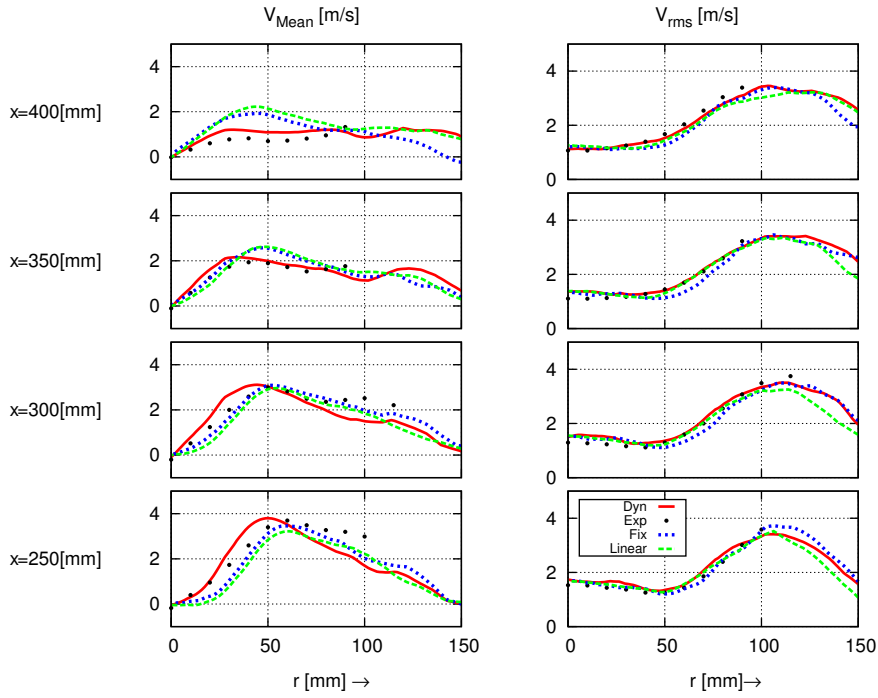 V_Mean [m/s] V_rms [m/s]
4 4
x=400[mm] 2 2
0 0
4 4
x=350[mm] 2 2
0 0
4 4
x=300[mm] 2 2
0 0
4 Dyn 4
Exp
Fix
x=250[mm] 2 Linear 2
0 0
0 50 100 150 0 50 100 150
r [mm] → r [mm]→